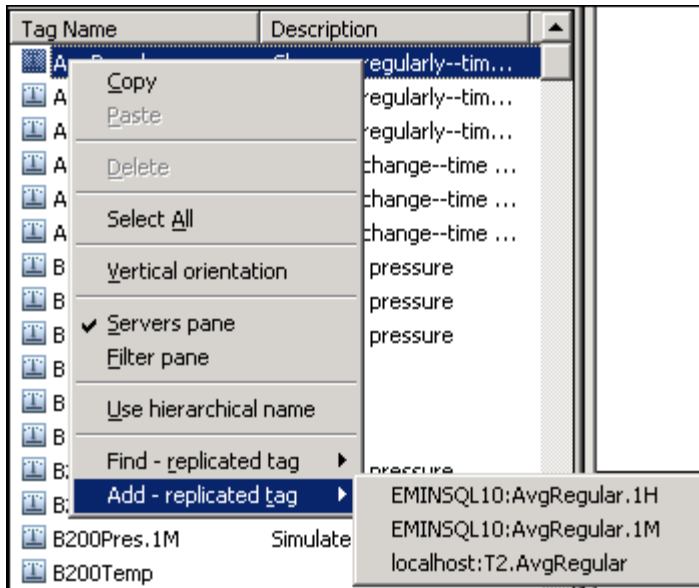 Tag Name Description
regularly--tim...
Copy
A regularly--tim...
Paste
A regularly--tim...
Delete
A change--time ...
A change--time ...
Select All
A change--time ...
Vertical orientation
B pressure
B pressure
Servers pane
B pressure
Filter pane
B
B
Use hierarchical name
B
Find - replicated tag
Add - replicated tag
EMINSQL10:AvgRegular.1H
EMINSQL10:AvgRegular.1M
B200Pres.1M Simulate
localhost:T2.AvgRegular
B200Temp